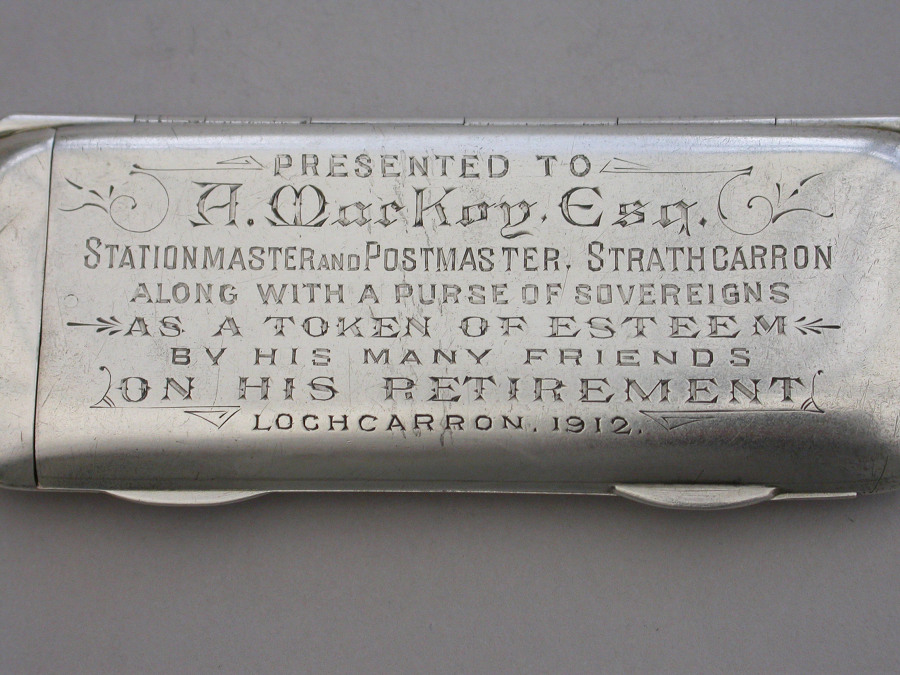 PRESENTED TO
A. MacKoy. Esq.
STATIONMASTER AND POSTMASTER, STRATHCARRON
ALONG WITH A PURSE OF SOVEREIGNS
AS A TOKEN OF ESTEEM
BY HIS MANY FRIENDS
ON HIS RETIREMENT
LOCHCARRON. 1912.